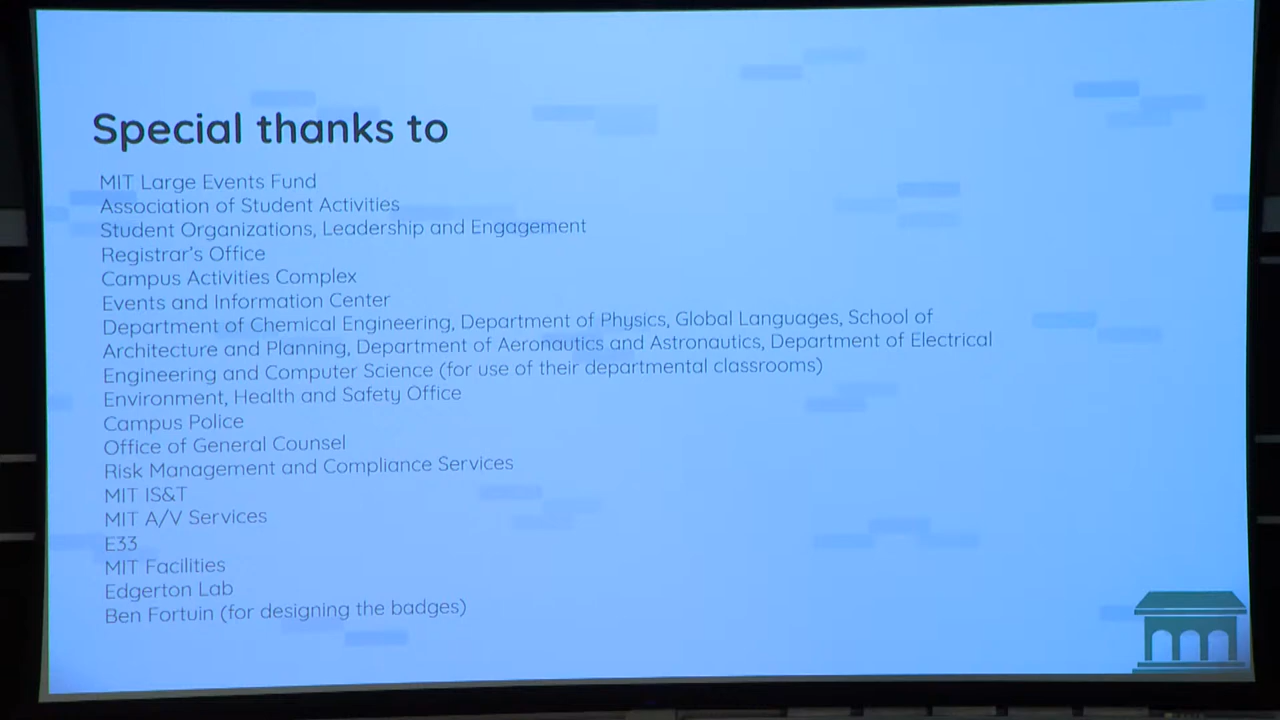 Special thanks to
MIT Large Events Fund
Association of Student Activities
Student Organizations, Leadership and Engagement
Registrar's Office
Campus Activities Complex
Events and Information Center
Department of Chemical Engineering, Department of Physics, Global Languages, School of
Architecture and Planning, Department of Aeronautics and Astronautics, Department of Electrical
Engineering and Computer Science (for use of their departmental classrooms)
Environment, Health and Safety Office
Campus Police
Office of General Counsel
Risk Management and Compliance Services
MIT IS&T
MIT A/V Services
E33
MIT Facilities
Edgerton Lab
Ben Fortuin (for designing the badges)